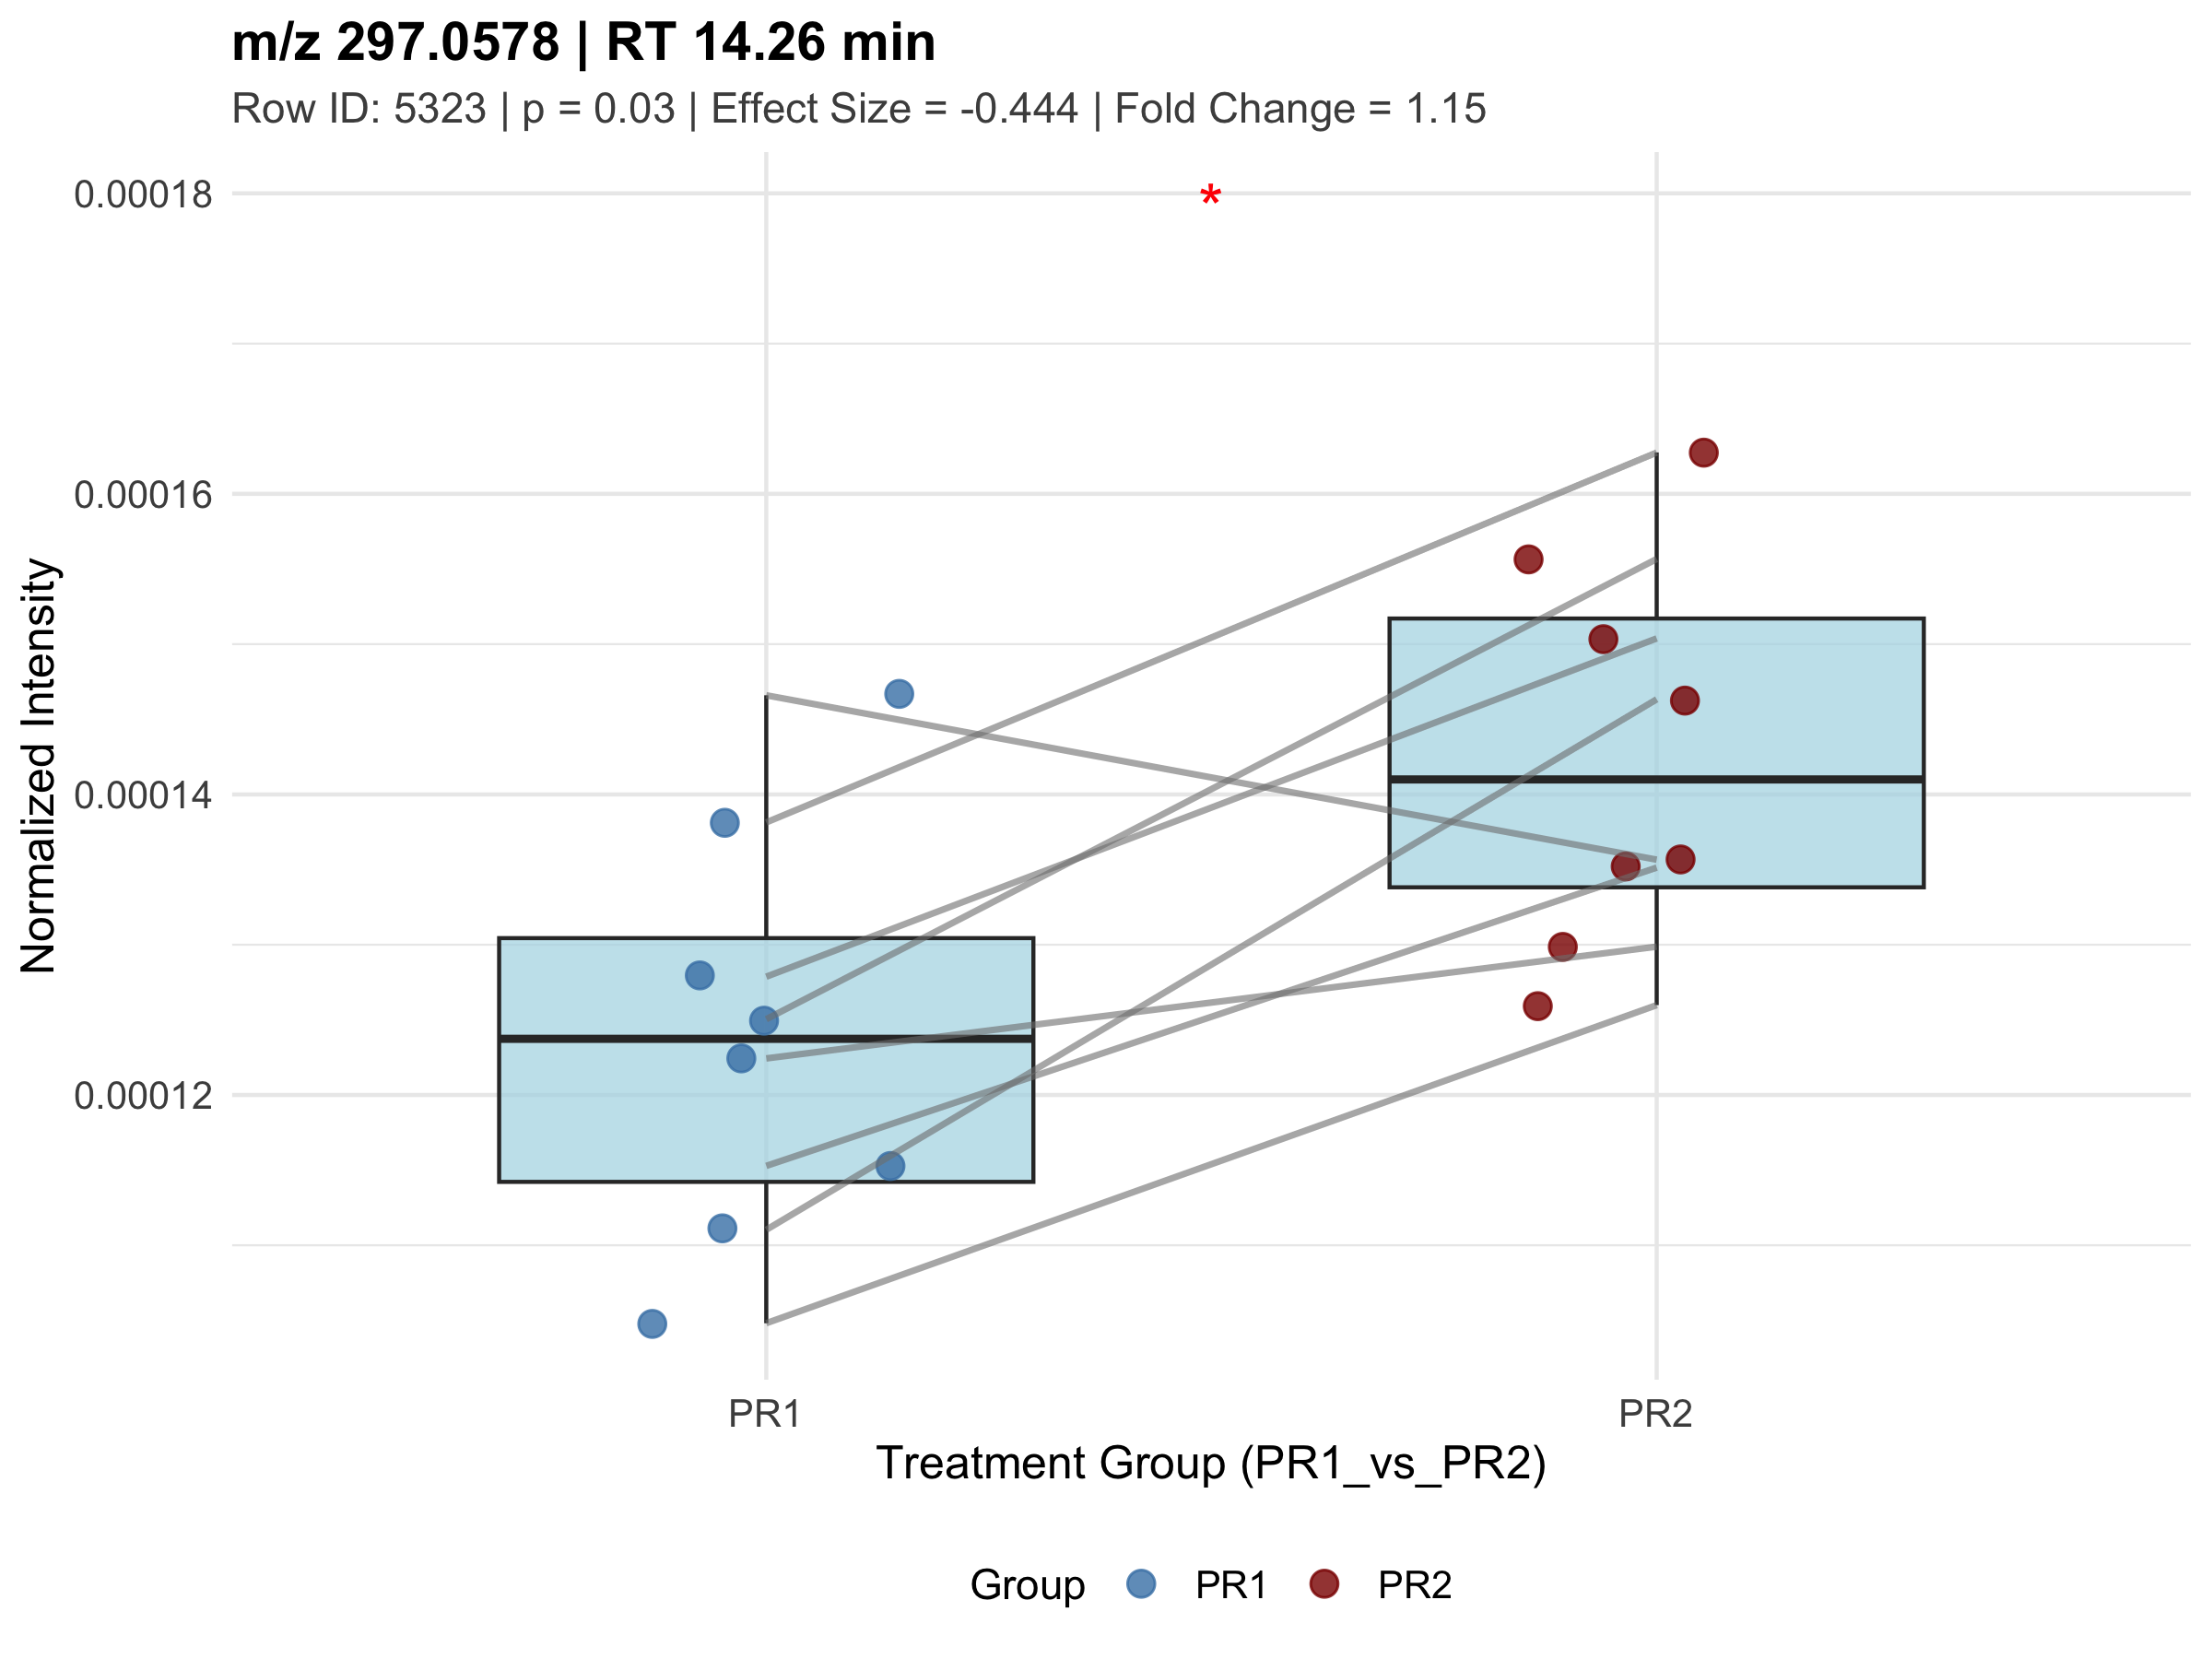 m/z 297.0578 | RT 14.26 min
Row ID: 5323 | p = 0.03 | Effect Size = -0.444 | Fold Change = 1.15
*
0.00018
0.00016
0.00014
0.00012
Normalized Intensity
PR1 PR2
Treatment Group (PR1_vs_PR2)
Group PR1 PR2